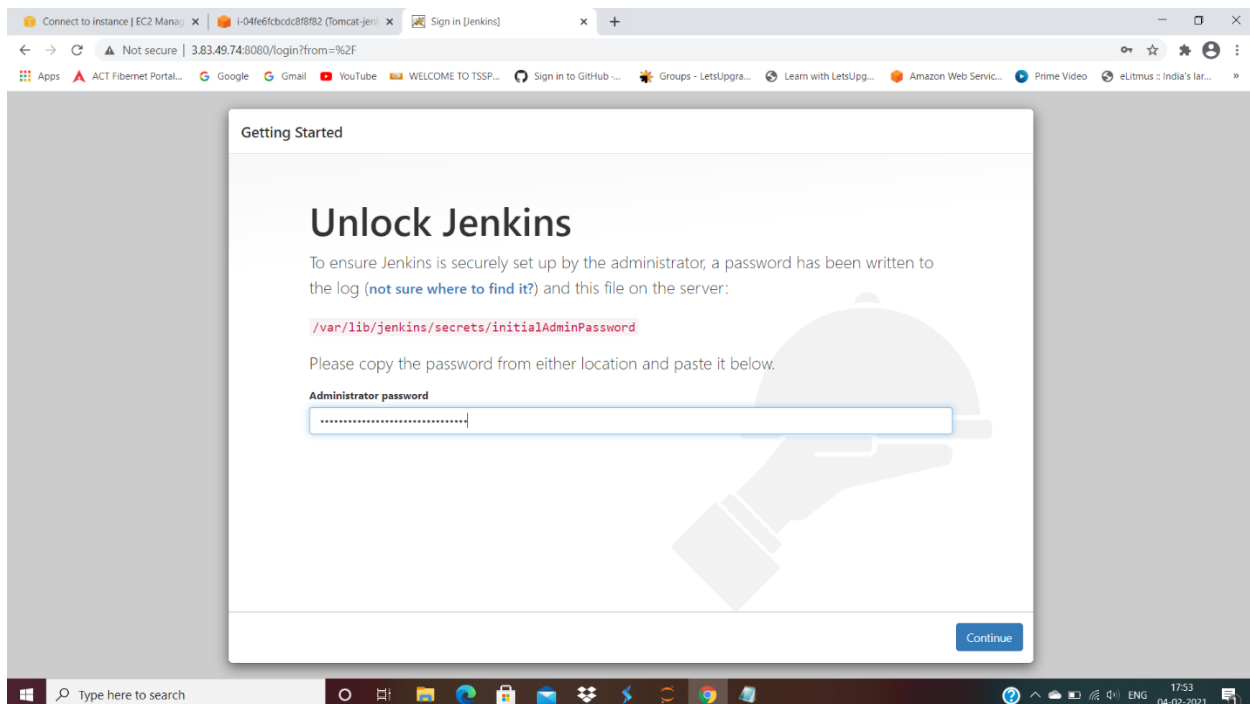 Connect to instance | EC2 Manag
i-04fe6fcbcdc8f8f82 (Tomcat-jen
Sign in [Jenkins]
Not secure | 3.83.49.74:8080/login?from=%2F
Apps ACT Fibernet Portal... Google Gmail YouTube WELCOME TO TSSP... Sign in to GitHub ·... Groups - LetsUpgra... Learn with LetsUpg... Amazon Web Servic... Prime Video eLitmus :: India's lar... »
Getting Started
Unlock Jenkins
To ensure Jenkins is securely set up by the administrator, a password has been written to
the log (not sure where to find it?) and this file on the server:
/var/lib/jenkins/secrets/initialAdminPassword
Please copy the password from either location and paste it below.
Administrator password
Continue
Type here to search
ENG
17:53
04-02-2021